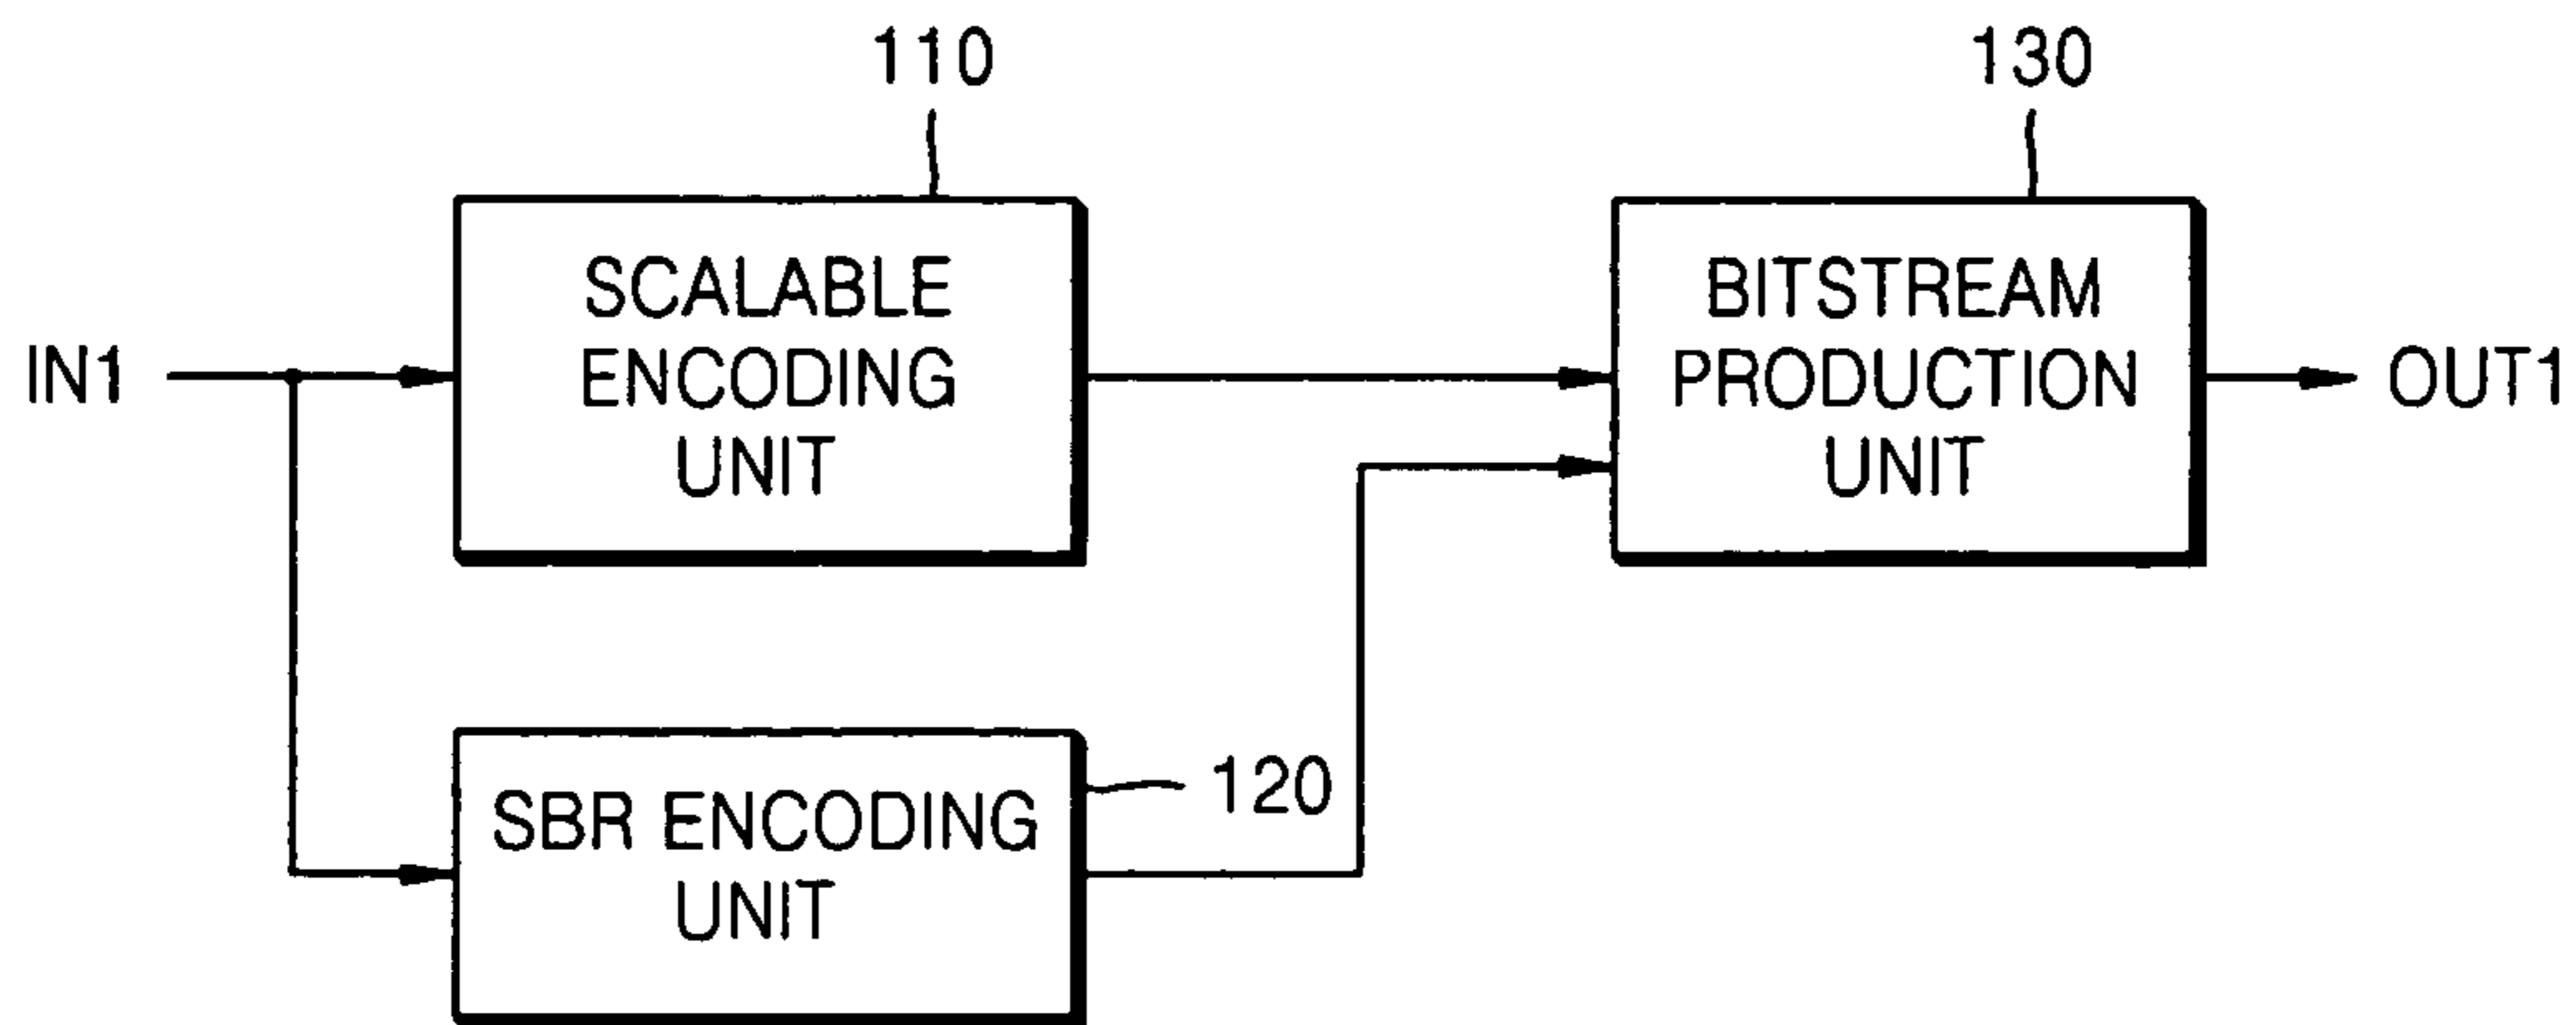 110
130
SCALABLE
ENCODING
UNIT
BITSTREAM
PRODUCTION
UNIT
IN1
OUT1
120
SBR ENCODING
UNIT